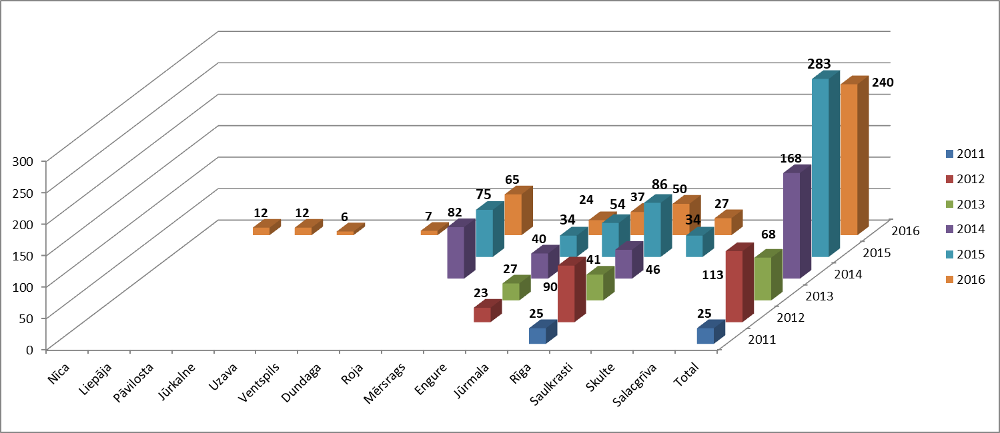 283
240
300
250
200
150
100
50
0
168
12
12
6
7
82
75
65
34
24
54
37
86
50
34
27
23
27
40
90
41
46
25
113
68
25
2016
2015
2014
2013
2012
2011
Nīca
Liepāja
Pāvilosta
Jūrkalne
Uzava
Ventspils
Dundaga
Roja
Mērsrags
Engure
Jūrmala
Rīga
Saulkrasti
Skulte
Salacgrīva
Total
2011
2012
2013
2014
2015
2016